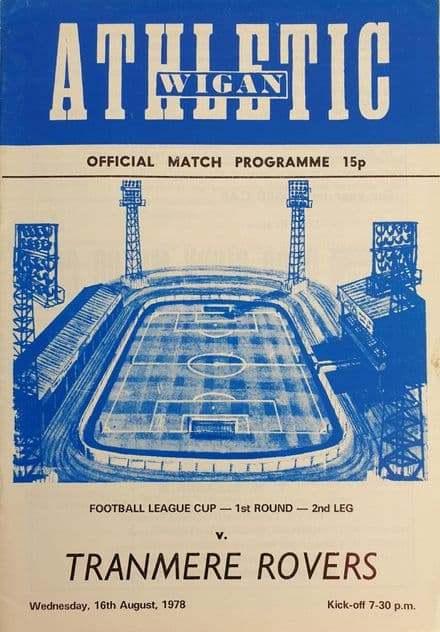 ATHLETIC
WIGAN
OFFICIAL MATCH PROGRAMME 15p
FOOTBALL LEAGUE CUP — 1st ROUND — 2nd LEG
v.
TRANMERE ROVERS
Wednesday, 16th August, 1978 Kick-off 7-30 p.m.